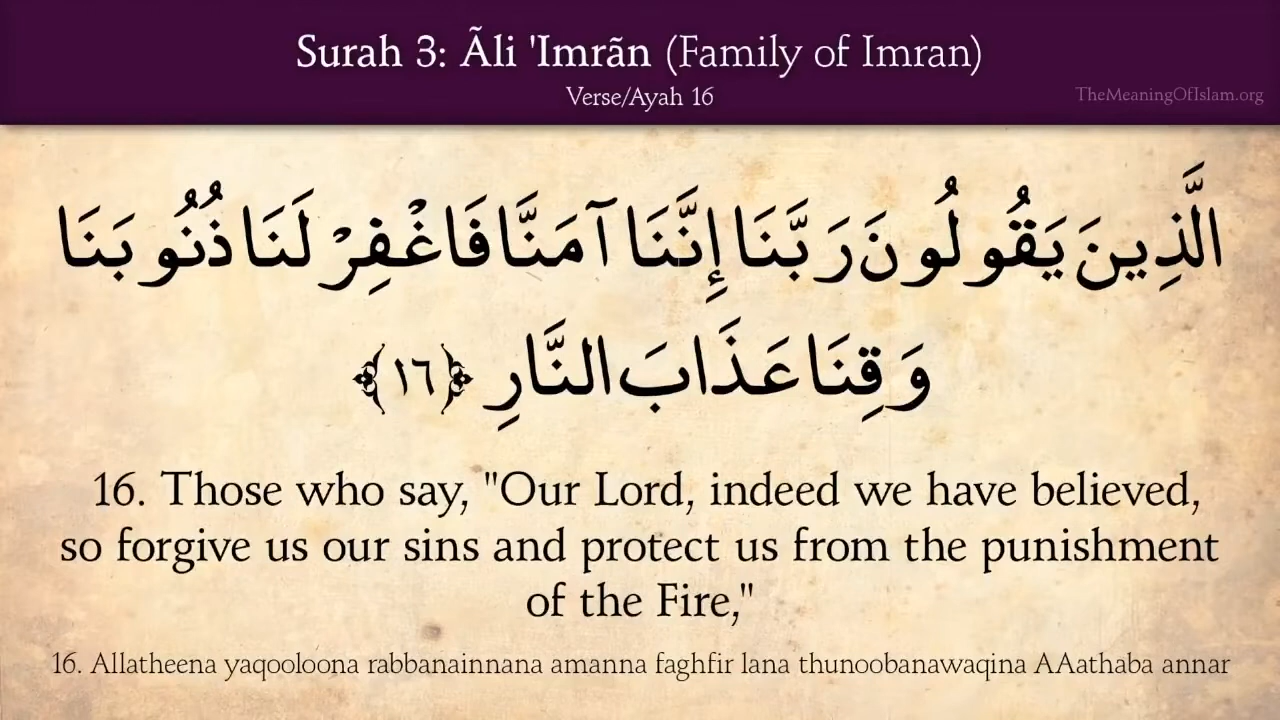 Surah 3: Ãli 'Imrãn (Family of Imran)
Verse/Ayah 16
TheMeaningOfIslam.org
الَّذِينَ يَقُولُونَ رَبَّنَا إِنَّنَا آمَنَّا فَاغْفِرْ لَنَا ذُنُوبَنَا
وَقِنَا عَذَابَ النَّارِ ﴿١٦﴾
16. Those who say, "Our Lord, indeed we have believed,
so forgive us our sins and protect us from the punishment
of the Fire,"
16. Allatheena yaqooloona rabbanainnana amanna faghfir lana thunoobanawaqina AAathaba annar